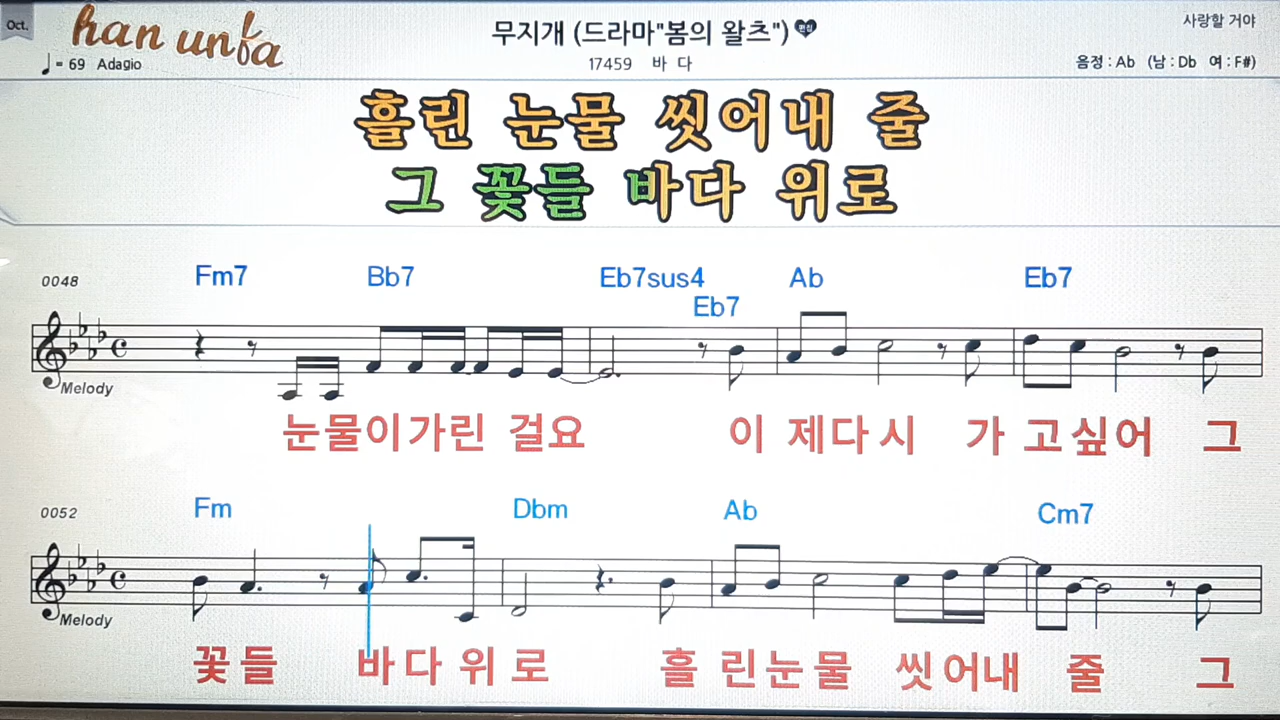 Oct.
han unfa
♩= 69 Adagio
무지개 (드라마"봄의 왈츠")
편집
17459 바 다
사랑할 거야
음정 : Ab (남 : Db 여 : F#)
흘린 눈물 씻어내 줄
그 꽃들 바다 위로
0048 Fm7 Bb7 Eb7sus4 Eb7 Ab Eb7
Melody
눈물이가린 걸요 이 제다시 가 고싶어 그
0052 Fm Dbm Ab Cm7
Melody
꽃들 바다위로 흘 린눈물 씻어내 줄 그